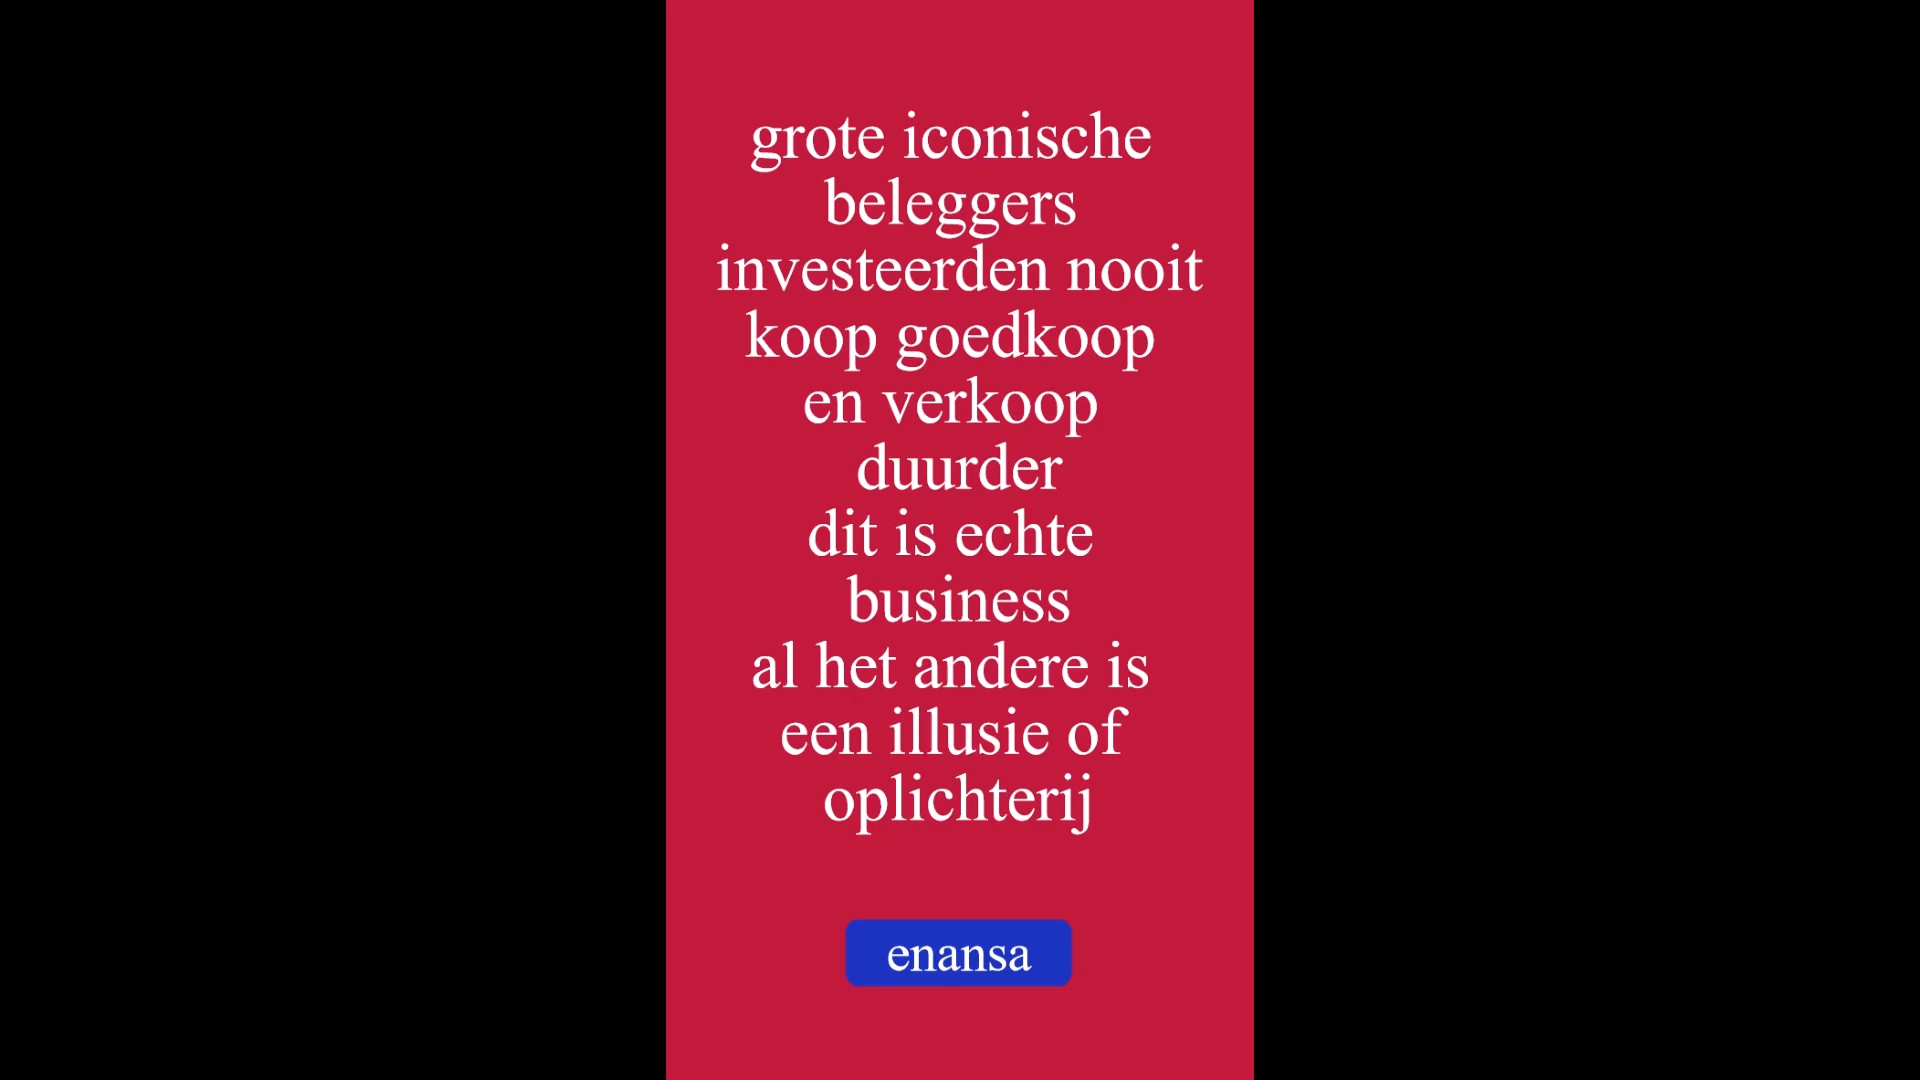 grote iconische
beleggers
investeerden nooit
koop goedkoop
en verkoop
duurder
dit is echte
business
al het andere is
een illusie of
oplichterij
enansa